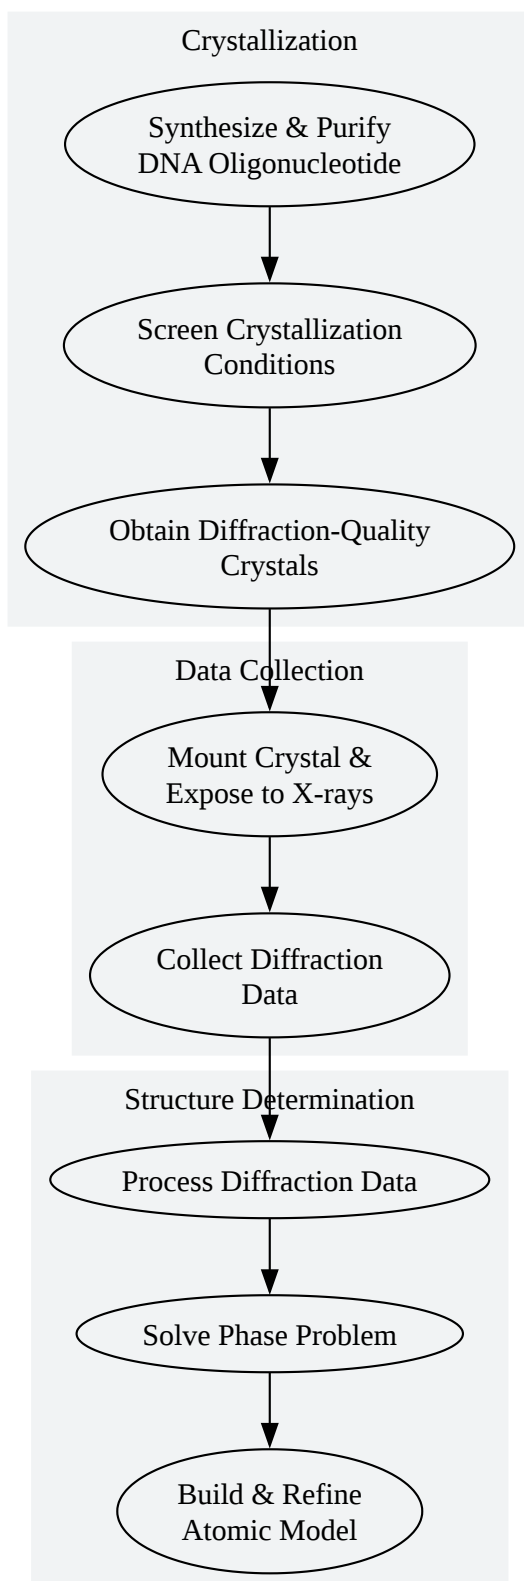 Crystallization
Synthesize & Purify
DNA Oligonucleotide
Screen Crystallization
Conditions
Obtain Diffraction-Quality
Crystals
Data Collection
Mount Crystal &
Expose to X-rays
Collect Diffraction
Data
Structure Determination
Process Diffraction Data
Solve Phase Problem
Build & Refine
Atomic Model